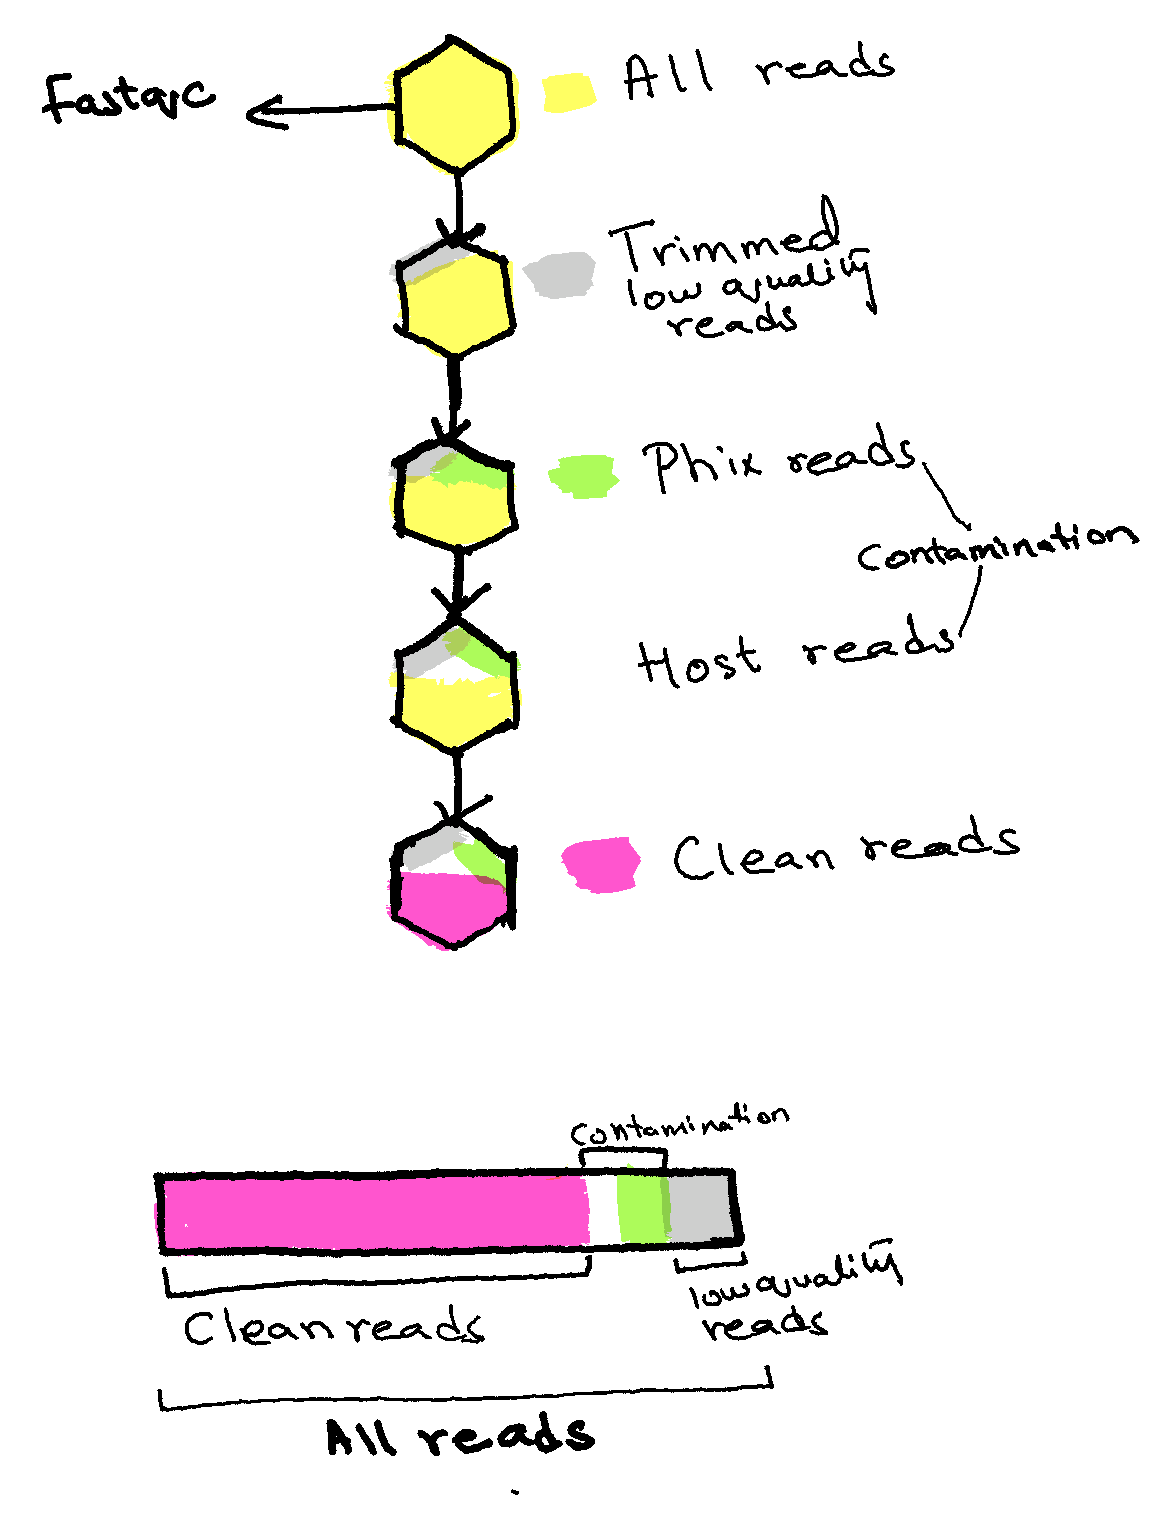 Fastqc
All reads
Trimmed
low quality
reads
Phix reads
Contamination
Host reads
Clean reads
Contamination
Clean reads
low quality
reads
All reads